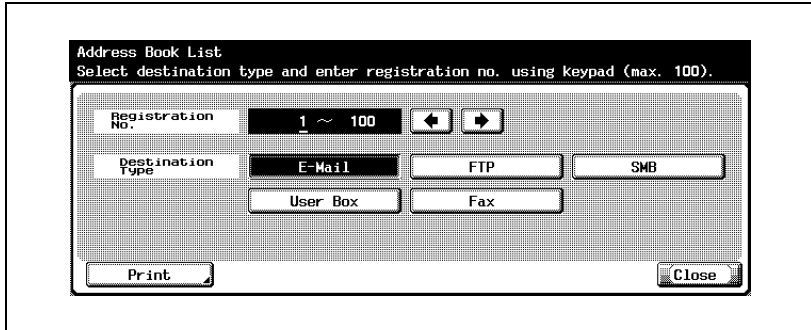 Address Book List
Select destination type and enter registration no. using keypad (max. 100).
Registration
No.
1 ~ 100
Destination
Type
E-Mail
FTP
SMB
User Box
Fax
Print
Close